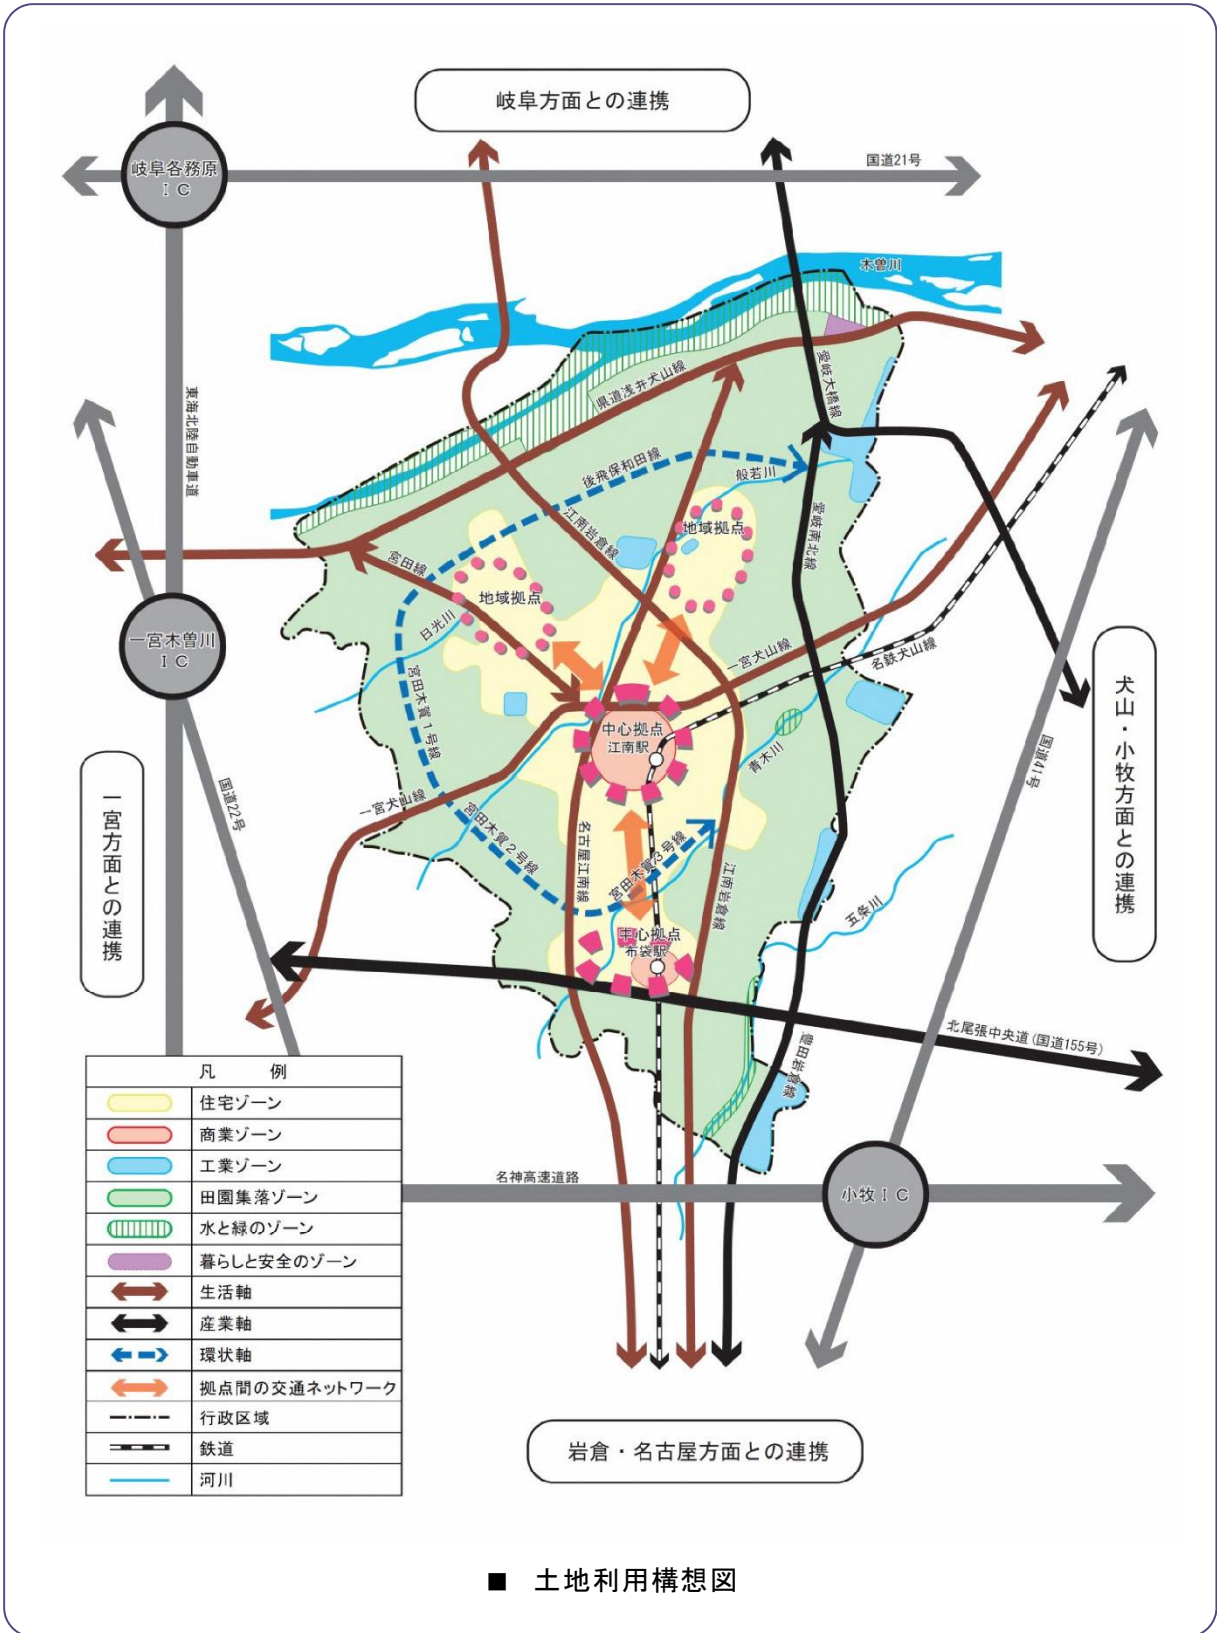 岐阜方面との連携
岐阜各務原
ＩＣ
国道21号
木曽川
東海北陸自動車道
県道浅井犬山線
愛岐大橋線
後飛保和田線
般若川
江南岩倉線
地域拠点
愛岐南北線
宮田線
地域拠点
日光川
一宮木曽川
ＩＣ
一宮犬山線
名鉄犬山線
宮田木賀１号線
中心拠点
江南駅
青木川
国道41号
犬山・小牧方面との連携
一宮方面との連携
国道22号
一宮犬山線
宮田木賀２号線
名古屋江南線
宮田木賀３号線
江南岩倉線
五条川
中心拠点
布袋駅
北尾張中央道(国道155号)
豊田岩倉線
凡　例
住宅ゾーン
商業ゾーン
工業ゾーン
田園集落ゾーン
水と緑のゾーン
暮らしと安全のゾーン
生活軸
産業軸
環状軸
拠点間の交通ネットワーク
行政区域
鉄道
河川
名神高速道路
小牧ＩＣ
岩倉・名古屋方面との連携
■　土地利用構想図